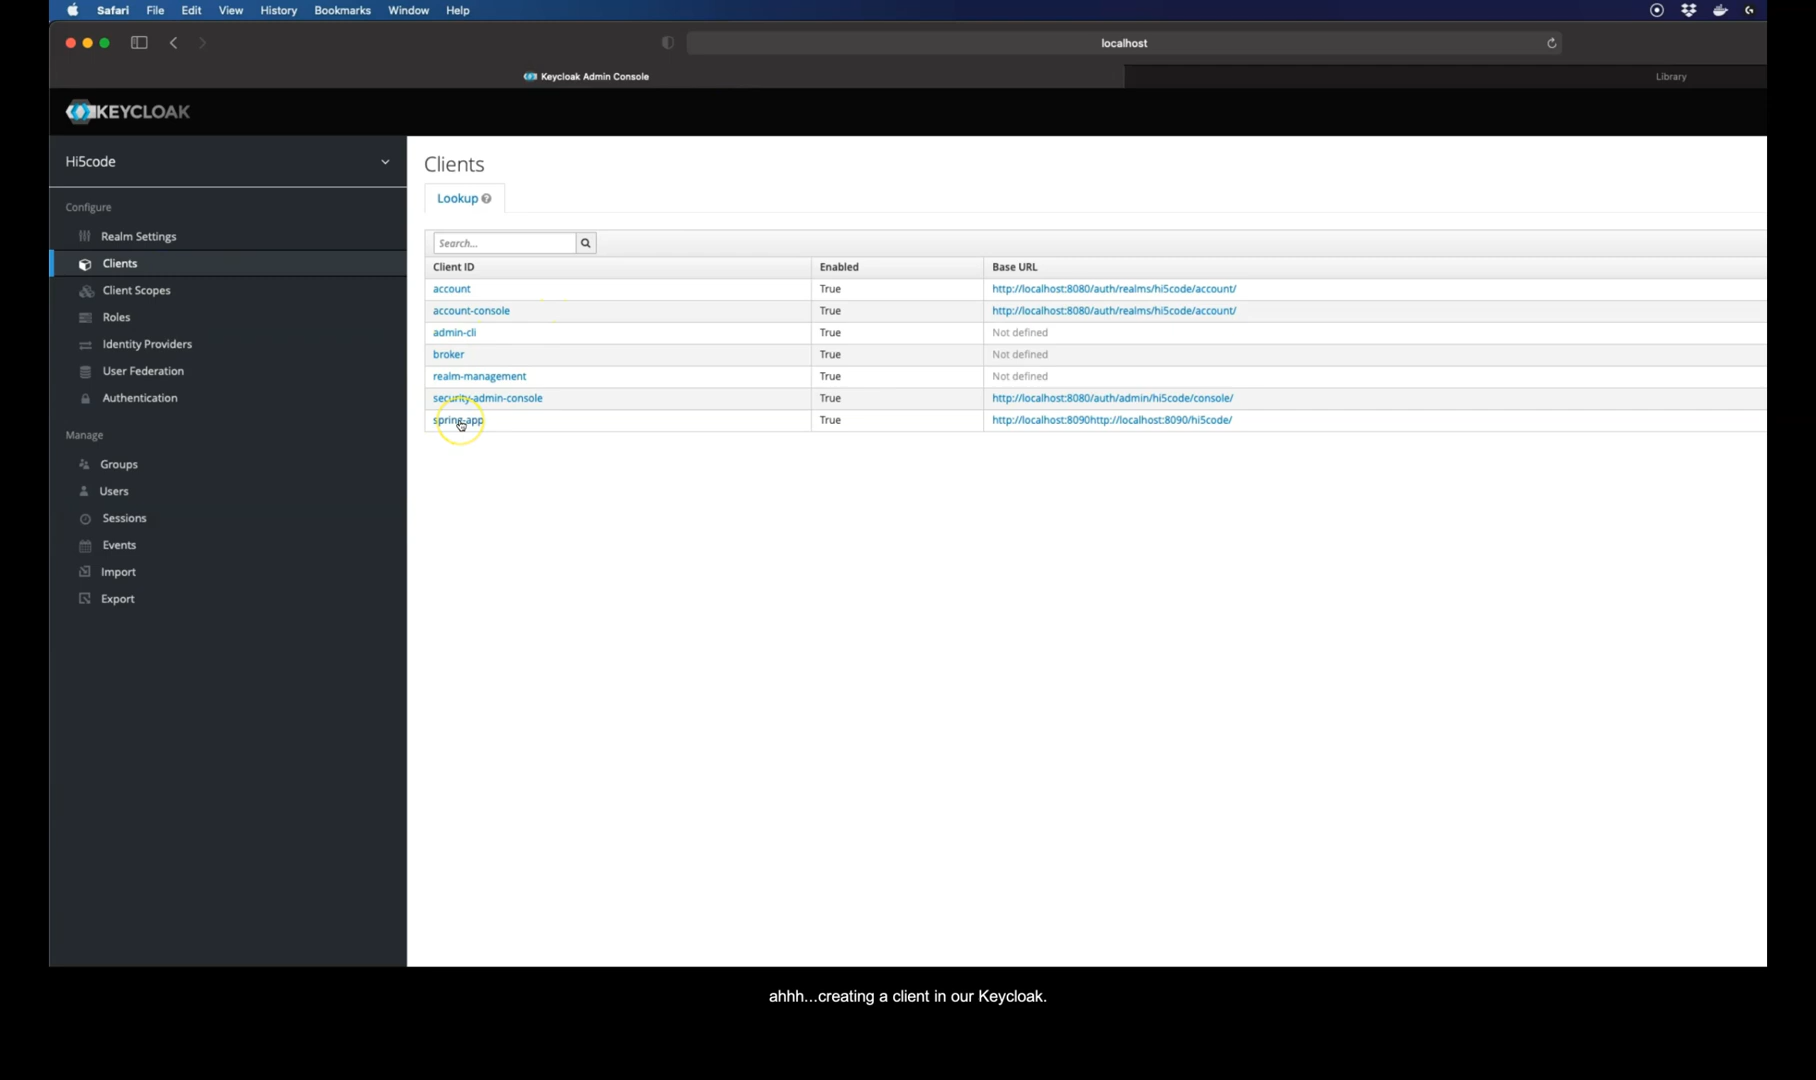 Safari File Edit View History Bookmarks Window Help
localhost
Keycloak Admin Console
Library
KEYCLOAK
Hi5code
Configure
Realm Settings
Clients
Client Scopes
Roles
Identity Providers
User Federation
Authentication
Manage
Groups
Users
Sessions
Events
Import
Export
Clients
Lookup
Search...
Client ID Enabled Base URL
account True http://localhost:8080/auth/realms/hi5code/account/
account-console True http://localhost:8080/auth/realms/hi5code/account/
admin-cli True Not defined
broker True Not defined
realm-management True Not defined
security-admin-console True http://localhost:8080/auth/admin/hi5code/console/
spring-app True http://localhost:8090http://localhost:8090/hi5code/
ahhh...creating a client in our Keycloak.